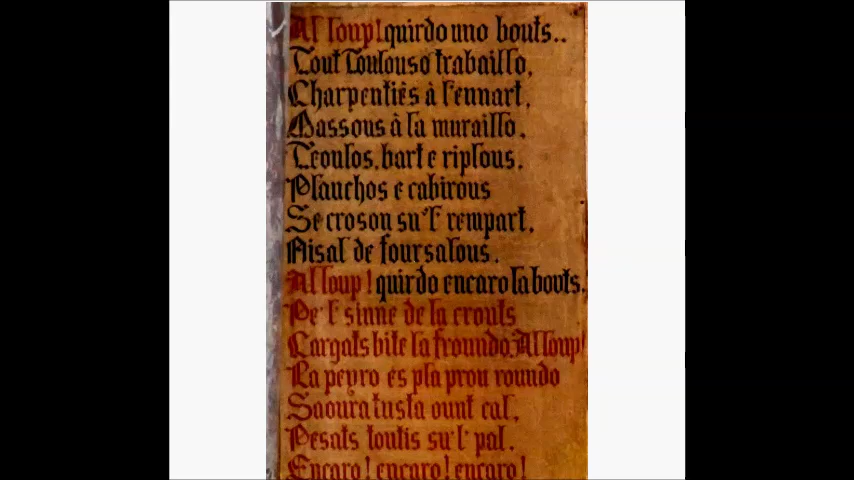 Al loup! quirdo uno bouts..
Tout Toulouso trabaillo,
Charpentiès à l'ennart,
Massous à la muraillo,
Teoulos, bart e riplous,
Planchos e cabirous
Se croson su'l rempart,
Aisal de foursalous.
Al loup! quirdo encaro la bouts,
Pe'l sinne de la crouts
Cargats bite la froundo, Al loup!
La peyro es pla prou roundo
Saoura tusta ount cal,
Pesats toutis su'l pal.
Encaro! encaro! encaro!